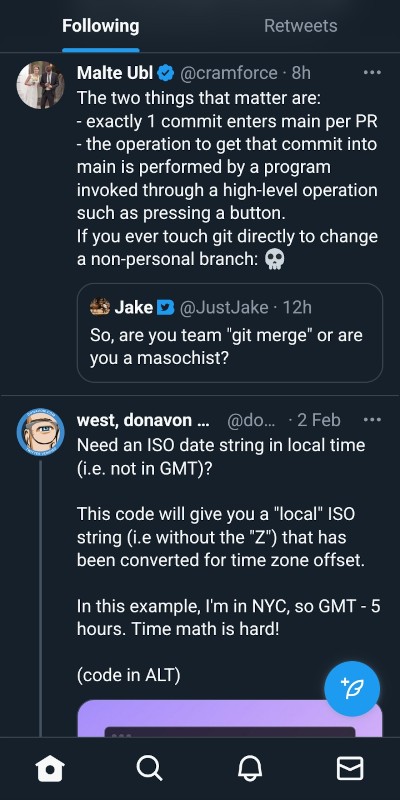 Following
Retweets
Malte Ubl @cramforce · 8h
The two things that matter are:
- exactly 1 commit enters main per PR
- the operation to get that commit into
main is performed by a program
invoked through a high-level operation
such as pressing a button.
If you ever touch git directly to change
a non-personal branch: 💀
Jake @JustJake · 12h
So, are you team "git merge" or are
you a masochist?
west, donavon ... @do... · 2 Feb
Need an ISO date string in local time
(i.e. not in GMT)?
This code will give you a "local" ISO
string (i.e without the "Z") that has
been converted for time zone offset.
In this example, I'm in NYC, so GMT - 5
hours. Time math is hard!
(code in ALT)